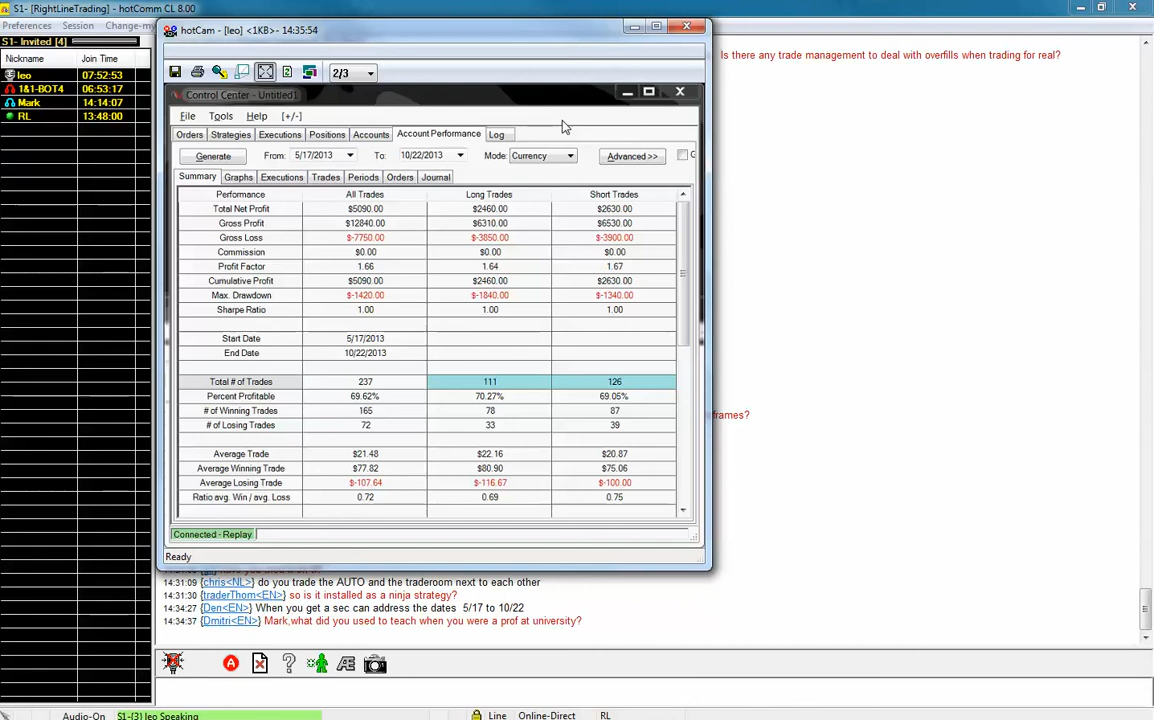 S1- [RightLineTrading] - hotComm CL 8.00
Preferences Session Change-my
S1- Invited [4]
Nickname Join Time
leo 07:52:53
1&1-BOT4 06:53:17
Mark 14:14:07
RL 13:48:00
hotCam - [leo] <1KB>- 14:35:54
Is there any trade management to deal with overfills when trading for real?
2/3
Control Center - Untitled1
File Tools Help [+/-]
Orders Strategies Executions Positions Accounts Account Performance Log
Generate From: 5/17/2013 To: 10/22/2013 Mode: Currency Advanced >>
Summary Graphs Executions Trades Periods Orders Journal
Performance All Trades Long Trades Short Trades
Total Net Profit $5090.00 $2460.00 $2630.00
Gross Profit $12840.00 $6310.00 $6530.00
Gross Loss $-7750.00 $-3850.00 $-3900.00
Commission $0.00 $0.00 $0.00
Profit Factor 1.66 1.64 1.67
Cumulative Profit $5090.00 $2460.00 $2630.00
Max. Drawdown $-1420.00 $-1840.00 $-1340.00
Sharpe Ratio 1.00 1.00 1.00
Start Date 5/17/2013
End Date 10/22/2013
Total # of Trades 237 111 126
Percent Profitable 69.62% 70.27% 69.05%
# of Winning Trades 165 78 87
# of Losing Trades 72 33 39
frames?
Average Trade $21.48 $22.16 $20.87
Average Winning Trade $77.82 $80.90 $75.06
Average Losing Trade $-107.64 $-116.67 $-100.00
Ratio avg. Win / avg. Loss 0.72 0.69 0.75
Connected - Replay
Ready
14:31:09 {chris<NL>} do you trade the AUTO and the traderoom next to each other
14:31:30 {traderThom<EN>} so is it installed as a ninja strategy?
14:34:27 {Den<EN>} When you get a sec can address the dates 5/17 to 10/22
14:34:37 {Dmitri<EN>} Mark,what did you used to teach when you were a prof at university?
A ? Æ
Audio-On S1-(3) leo Speaking Line Online-Direct RL